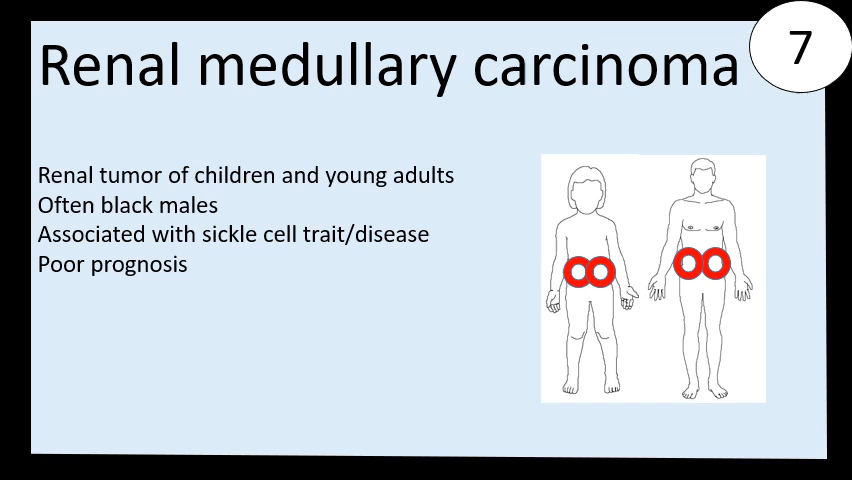 Renal medullary carcinoma
7
Renal tumor of children and young adults
Often black males
Associated with sickle cell trait/disease
Poor prognosis